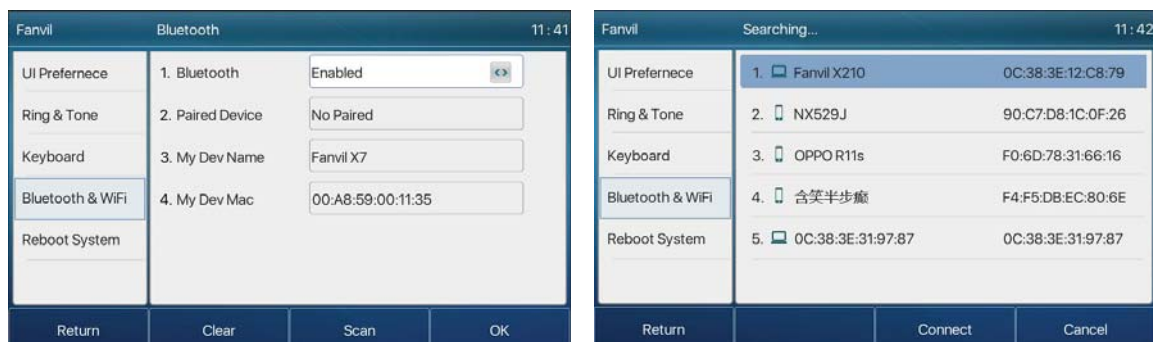 Fanvil Bluetooth 11:41
UI Prefernece
Ring & Tone
Keyboard
Bluetooth & WiFi
Reboot System
1. Bluetooth Enabled
2. Paired Device No Paired
3. My Dev Name Fanvil X7
4. My Dev Mac 00:A8:59:00:11:35
Return Clear Scan OK
Fanvil Searching... 11:42
UI Prefernece
Ring & Tone
Keyboard
Bluetooth & WiFi
Reboot System
1. Fanvil X210 0C:38:3E:12:C8:79
2. NX529J 90:C7:D8:1C:0F:26
3. OPPO R11s F0:6D:78:31:66:16
4. 含笑半步癫 F4:F5:DB:EC:80:6E
5. 0C:38:3E:31:97:87 0C:38:3E:31:97:87
Return Connect Cancel